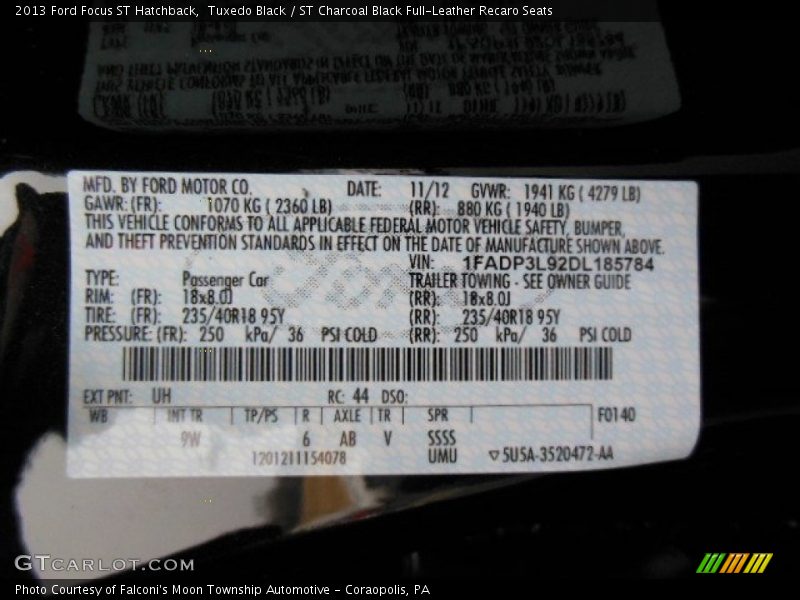 2013 Ford Focus ST Hatchback,  Tuxedo Black / ST Charcoal Black Full-Leather Recaro Seats
MFD. BY FORD MOTOR CO. DATE: 11/12 GVWR: 1941 KG ( 4279 LB)
GAWR: (FR): 1070 KG ( 2360 LB) (RR): 880 KG ( 1940 LB)
THIS VEHICLE CONFORMS TO ALL APPLICABLE FEDERAL MOTOR VEHICLE SAFETY, BUMPER,
AND THEFT PREVENTION STANDARDS IN EFFECT ON THE DATE OF MANUFACTURE SHOWN ABOVE.
VIN: 1FADP3L92DL185784
TYPE: Passenger Car TRAILER TOWING - SEE OWNER GUIDE
RIM: (FR): 18x8.0J (RR): 18x8.0J
TIRE: (FR): 235/40R18 95Y (RR): 235/40R18 95Y
PRESSURE: (FR): 250 kPa/ 36 PSI COLD (RR): 250 kPa/ 36 PSI COLD
EXT PNT: UH RC: 44 DSO:
WB INT TR TP/PS R AXLE TR SPR F0140
9W 6 AB V SSSS
1201211154078 UMU 5U5A-3520472-AA
GTCarLot.com
Photo Courtesy of Falconi's Moon Township Automotive - Coraopolis, PA